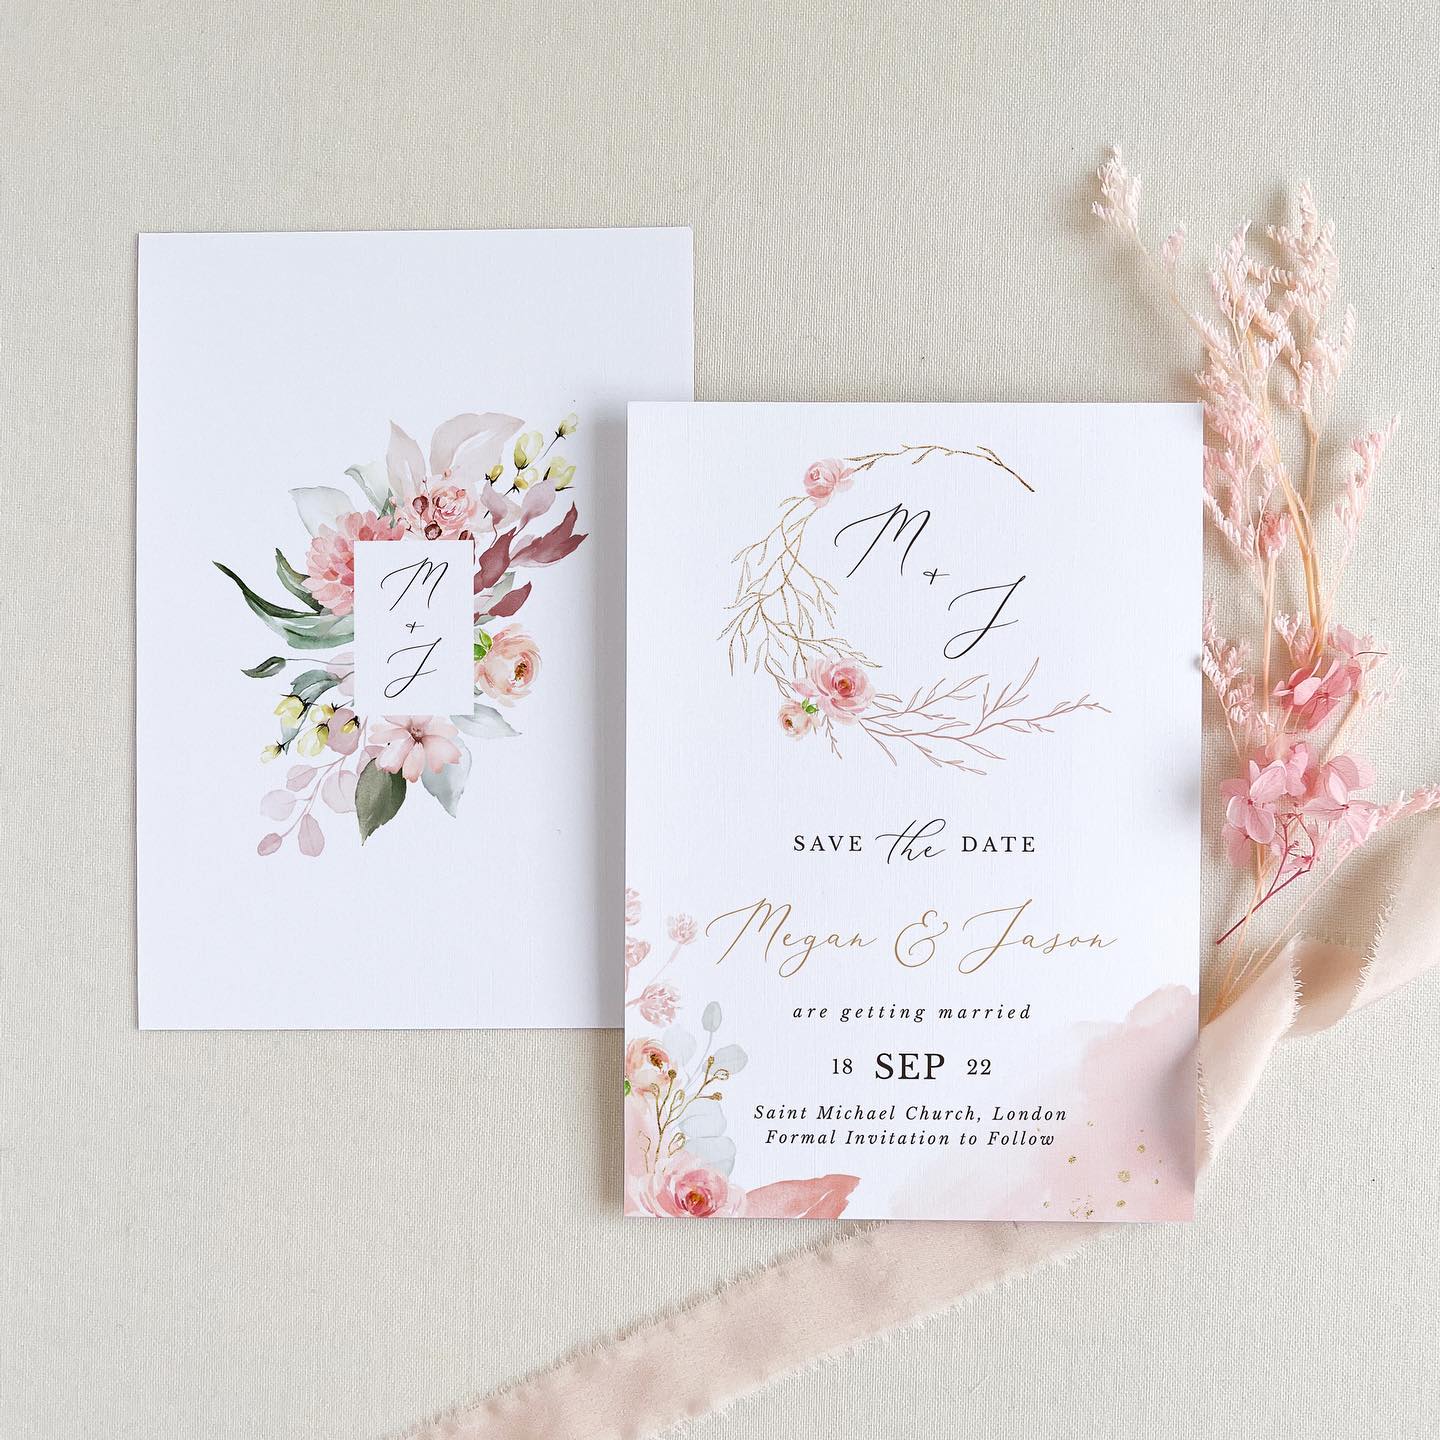 M
+
J
M
+
J
SAVE the DATE
Megan & Jason
are getting married
18 SEP 22
Saint Michael Church, London
Formal Invitation to Follow